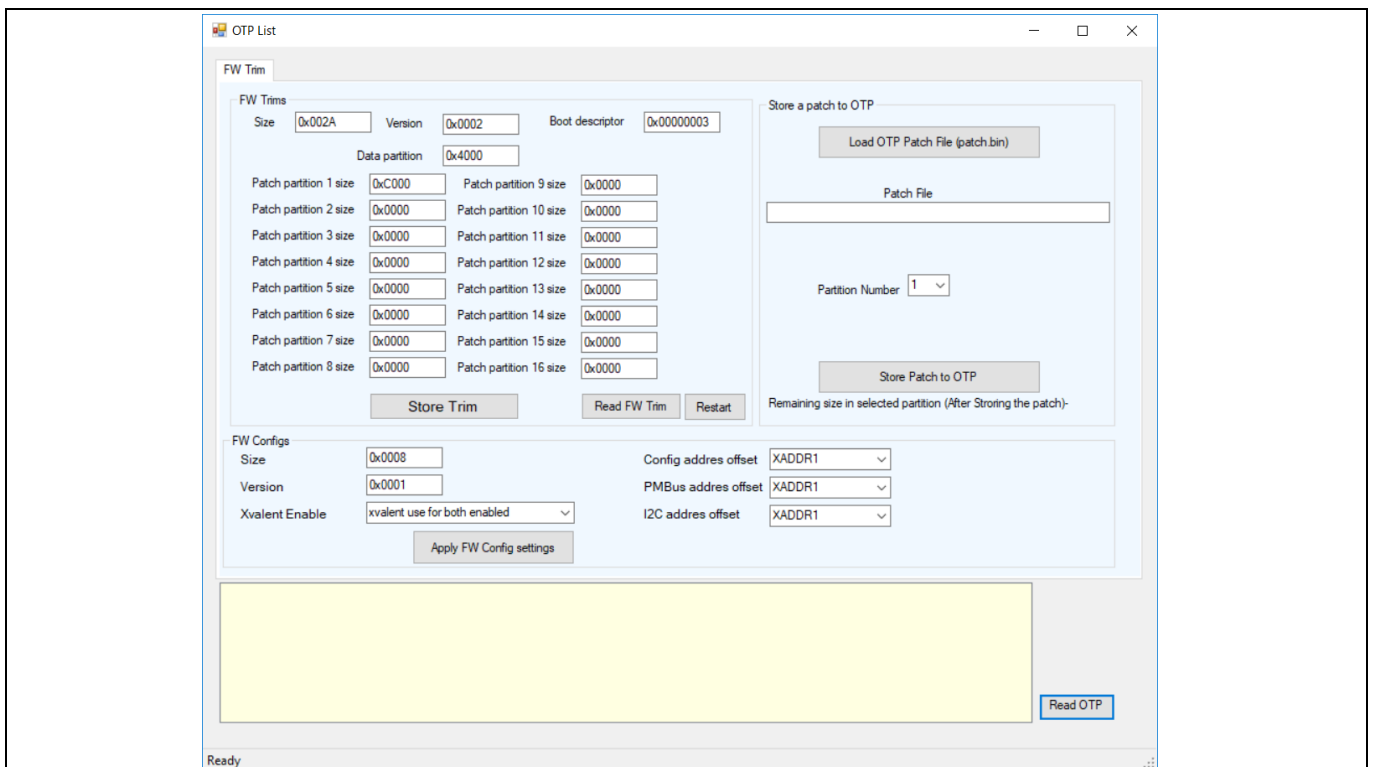 OTP List
FW Trim
FW Trims
Size 0x002A Version 0x0002 Boot descriptor 0x00000003
Data partition 0x4000
Patch partition 1 size 0xC000 Patch partition 9 size 0x0000
Patch partition 2 size 0x0000 Patch partition 10 size 0x0000
Patch partition 3 size 0x0000 Patch partition 11 size 0x0000
Patch partition 4 size 0x0000 Patch partition 12 size 0x0000
Patch partition 5 size 0x0000 Patch partition 13 size 0x0000
Patch partition 6 size 0x0000 Patch partition 14 size 0x0000
Patch partition 7 size 0x0000 Patch partition 15 size 0x0000
Patch partition 8 size 0x0000 Patch partition 16 size 0x0000
Store Trim Read FW Trim Restart
Store a patch to OTP
Load OTP Patch File (patch.bin)
Patch File
Partition Number 1
Store Patch to OTP
Remaining size in selected partition (After Stroring the patch)-
FW Configs
Size 0x0008 Config addres offset XADDR1
Version 0x0001 PMBus addres offset XADDR1
Xvalent Enable xvalent use for both enabled I2C addres offset XADDR1
Apply FW Config settings
Read OTP
Ready